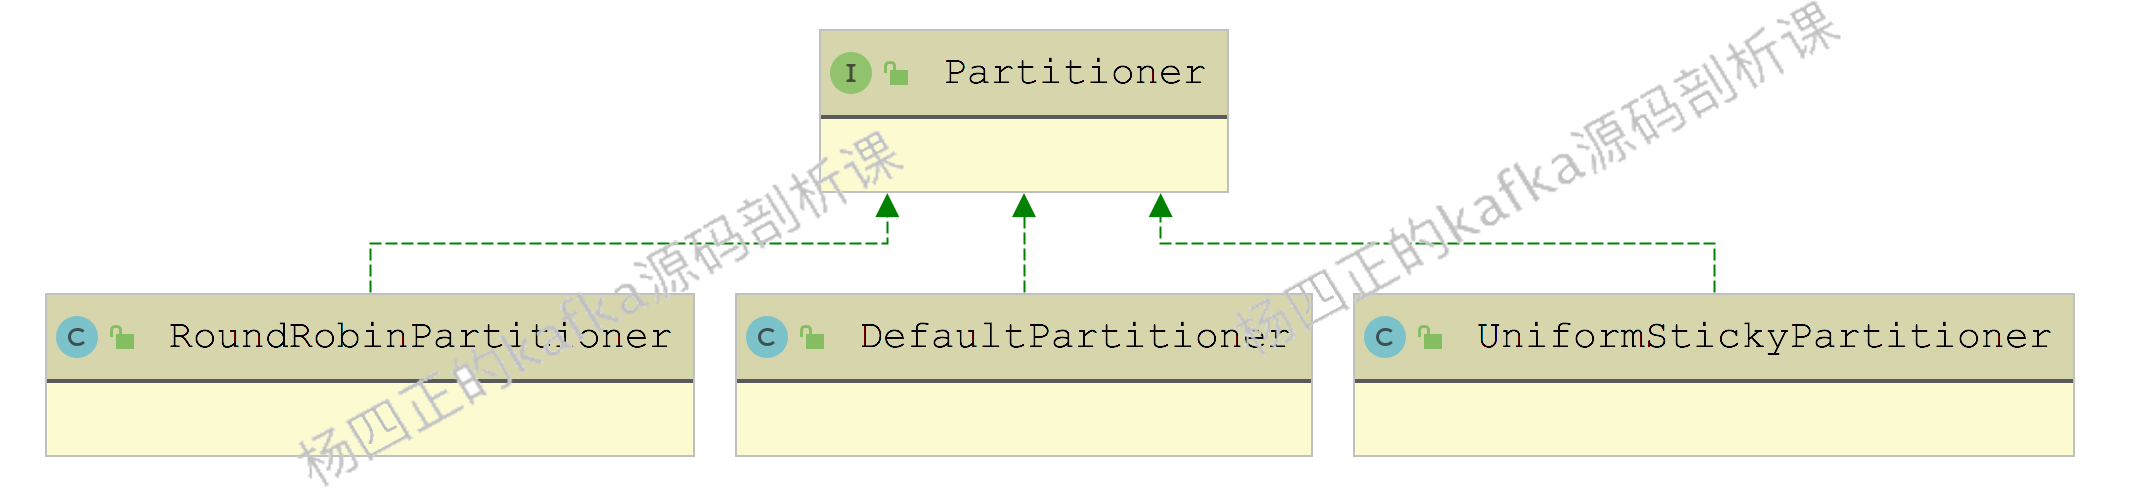 I Partitioner
C RoundRobinPartitioner
C DefaultPartitioner
C UniformStickyPartitioner
杨四正的kafka源码剖析课
杨四正的kafka源码剖析课